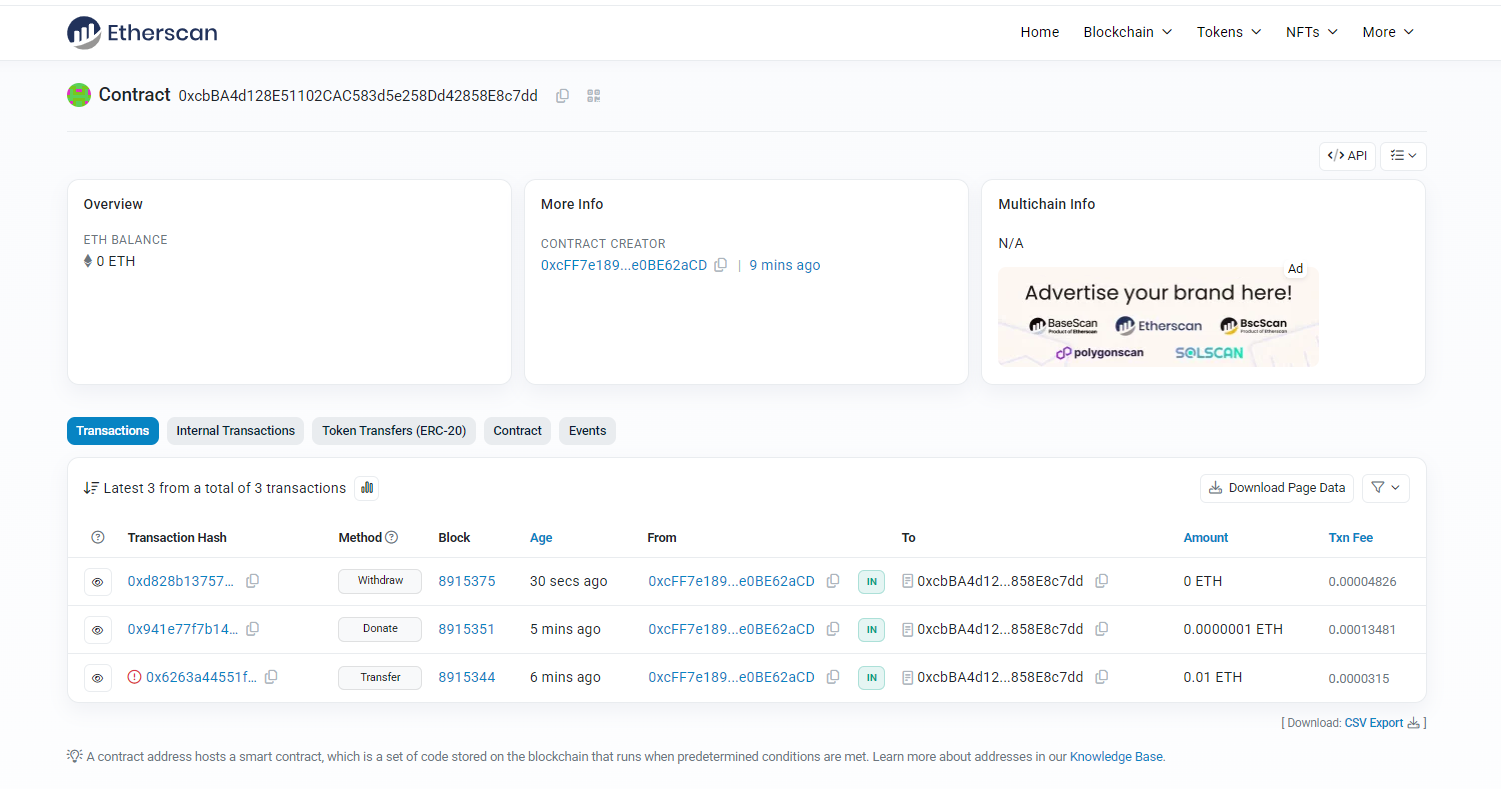 Etherscan
Home Blockchain Tokens NFTs More
Contract 0xcbBA4d128E51102CAC583d5e258Dd42858E8c7dd
</> API
Overview
ETH BALANCE
0 ETH
More Info
CONTRACT CREATOR
0xcFF7e189...e0BE62aCD | 9 mins ago
Multichain Info
N/A
Ad
Advertise your brand here!
BaseScan Etherscan BscScan
Product of Etherscan Product of Etherscan
polygonscan SOLSCAN
Transactions Internal Transactions Token Transfers (ERC-20) Contract Events
Latest 3 from a total of 3 transactions Download Page Data
Transaction Hash Method Block Age From To Amount Txn Fee
0xd828b13757... Withdraw 8915375 30 secs ago 0xcFF7e189...e0BE62aCD IN 0xcbBA4d12...858E8c7dd 0 ETH 0.00004826
0x941e77f7b14... Donate 8915351 5 mins ago 0xcFF7e189...e0BE62aCD IN 0xcbBA4d12...858E8c7dd 0.0000001 ETH 0.00013481
0x6263a44551f... Transfer 8915344 6 mins ago 0xcFF7e189...e0BE62aCD IN 0xcbBA4d12...858E8c7dd 0.01 ETH 0.0000315
[ Download: CSV Export ]
A contract address hosts a smart contract, which is a set of code stored on the blockchain that runs when predetermined conditions are met. Learn more about addresses in our Knowledge Base.